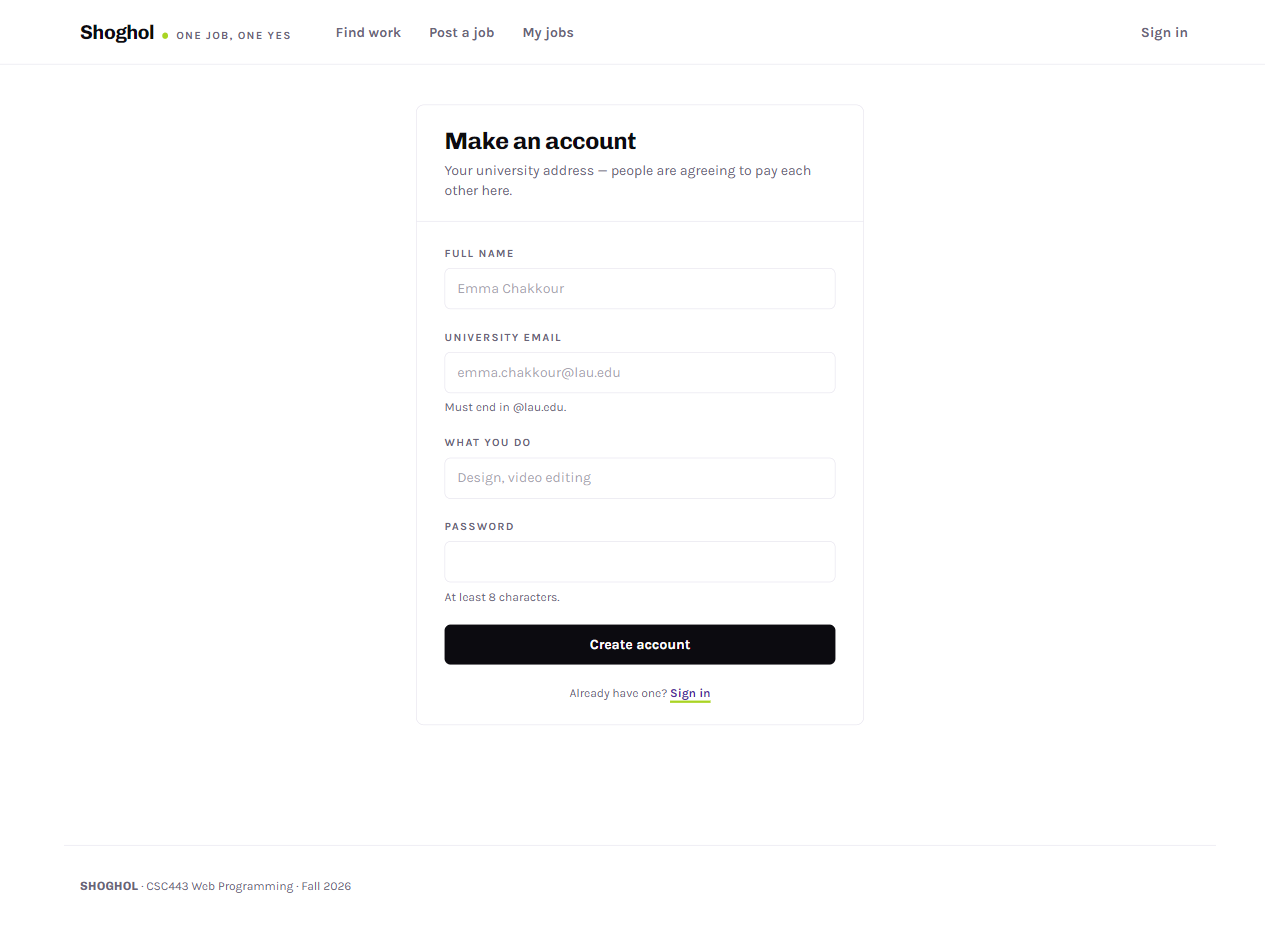 Shoghol ONE JOB, ONE YES Find work Post a job My jobs Sign in
Make an account
Your university address — people are agreeing to pay each
other here.
FULL NAME
Emma Chakkour
UNIVERSITY EMAIL
emma.chakkour@lau.edu
Must end in @lau.edu.
WHAT YOU DO
Design, video editing
PASSWORD
At least 8 characters.
Create account
Already have one? Sign in
SHOGHOL · CSC443 Web Programming · Fall 2026